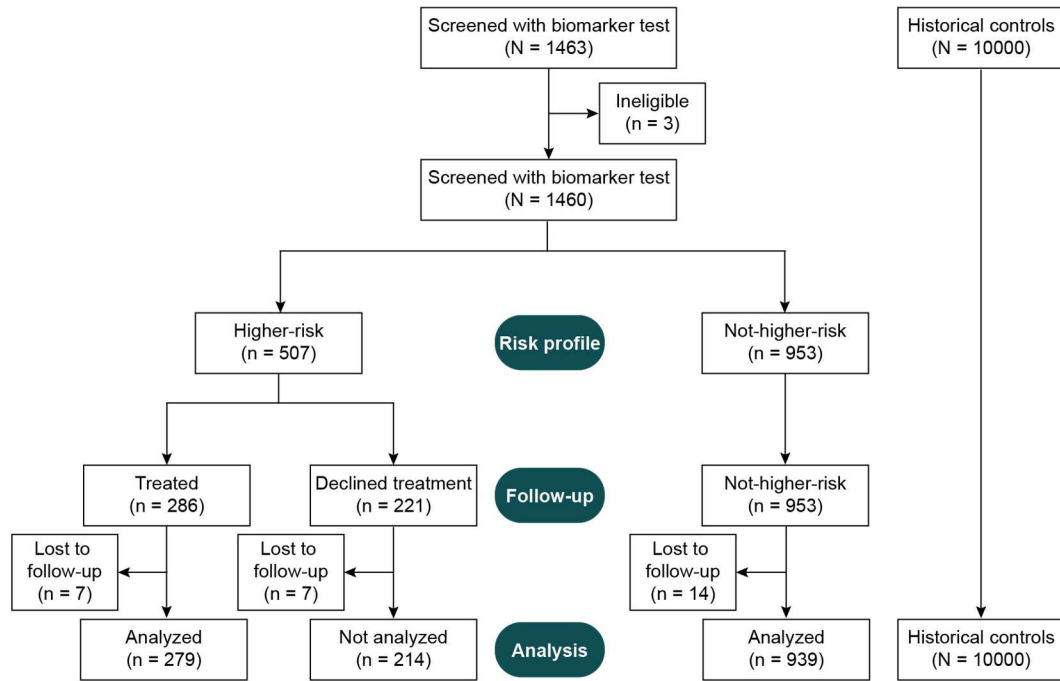 Screened with biomarker test
(N = 1463)
Historical controls
(N = 10000)
Ineligible
(n = 3)
Screened with biomarker test
(N = 1460)
Higher-risk
(n = 507)
Risk profile
Not-higher-risk
(n = 953)
Treated
(n = 286)
Declined treatment
(n = 221)
Follow-up
Not-higher-risk
(n = 953)
Lost to
follow-up
(n = 7)
Lost to
follow-up
(n = 7)
Lost to
follow-up
(n = 14)
Analyzed
(n = 279)
Not analyzed
(n = 214)
Analysis
Analyzed
(n = 939)
Historical controls
(N = 10000)